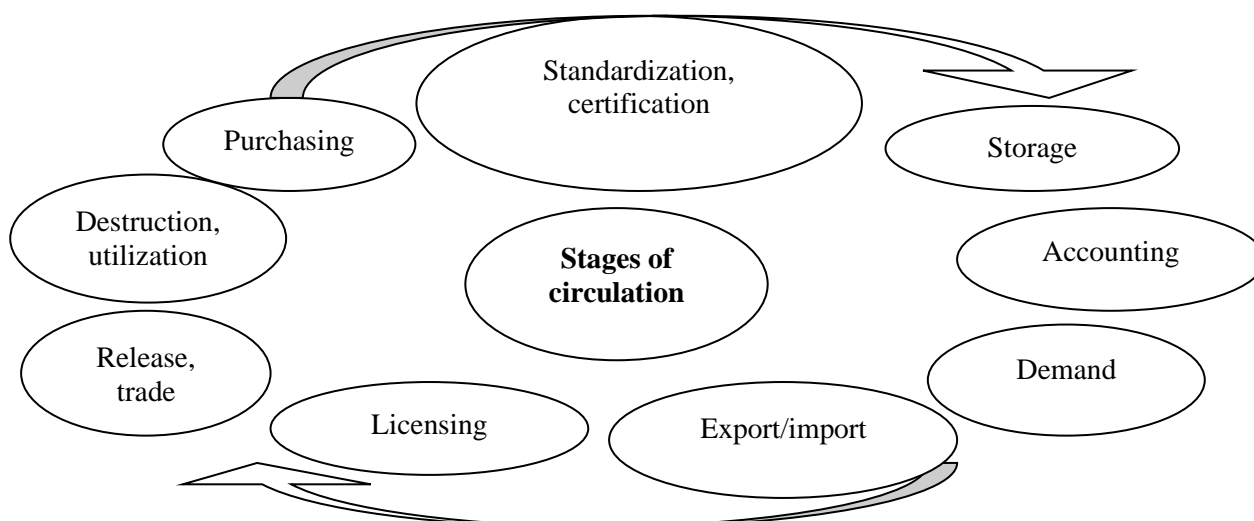 Standardization,
certification
Purchasing
Storage
Destruction,
utilization
Accounting
Stages of
circulation
Release,
trade
Demand
Licensing
Export/import